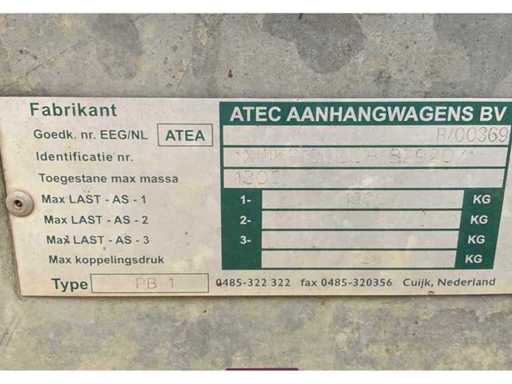 Fabrikant ATEC AANHANGWAGENS BV
Goedk. nr. EEG/NL ATEA R/00369
Identificatie nr.
Toegestane max massa
Max LAST - AS - 1 1- KG
Max LAST - AS - 2 2- KG
Max LAST - AS - 3 3- KG
Max koppelingsdruk KG
Type PB 1 0485-322 322 fax 0485-320356 Cuijk, Nederland